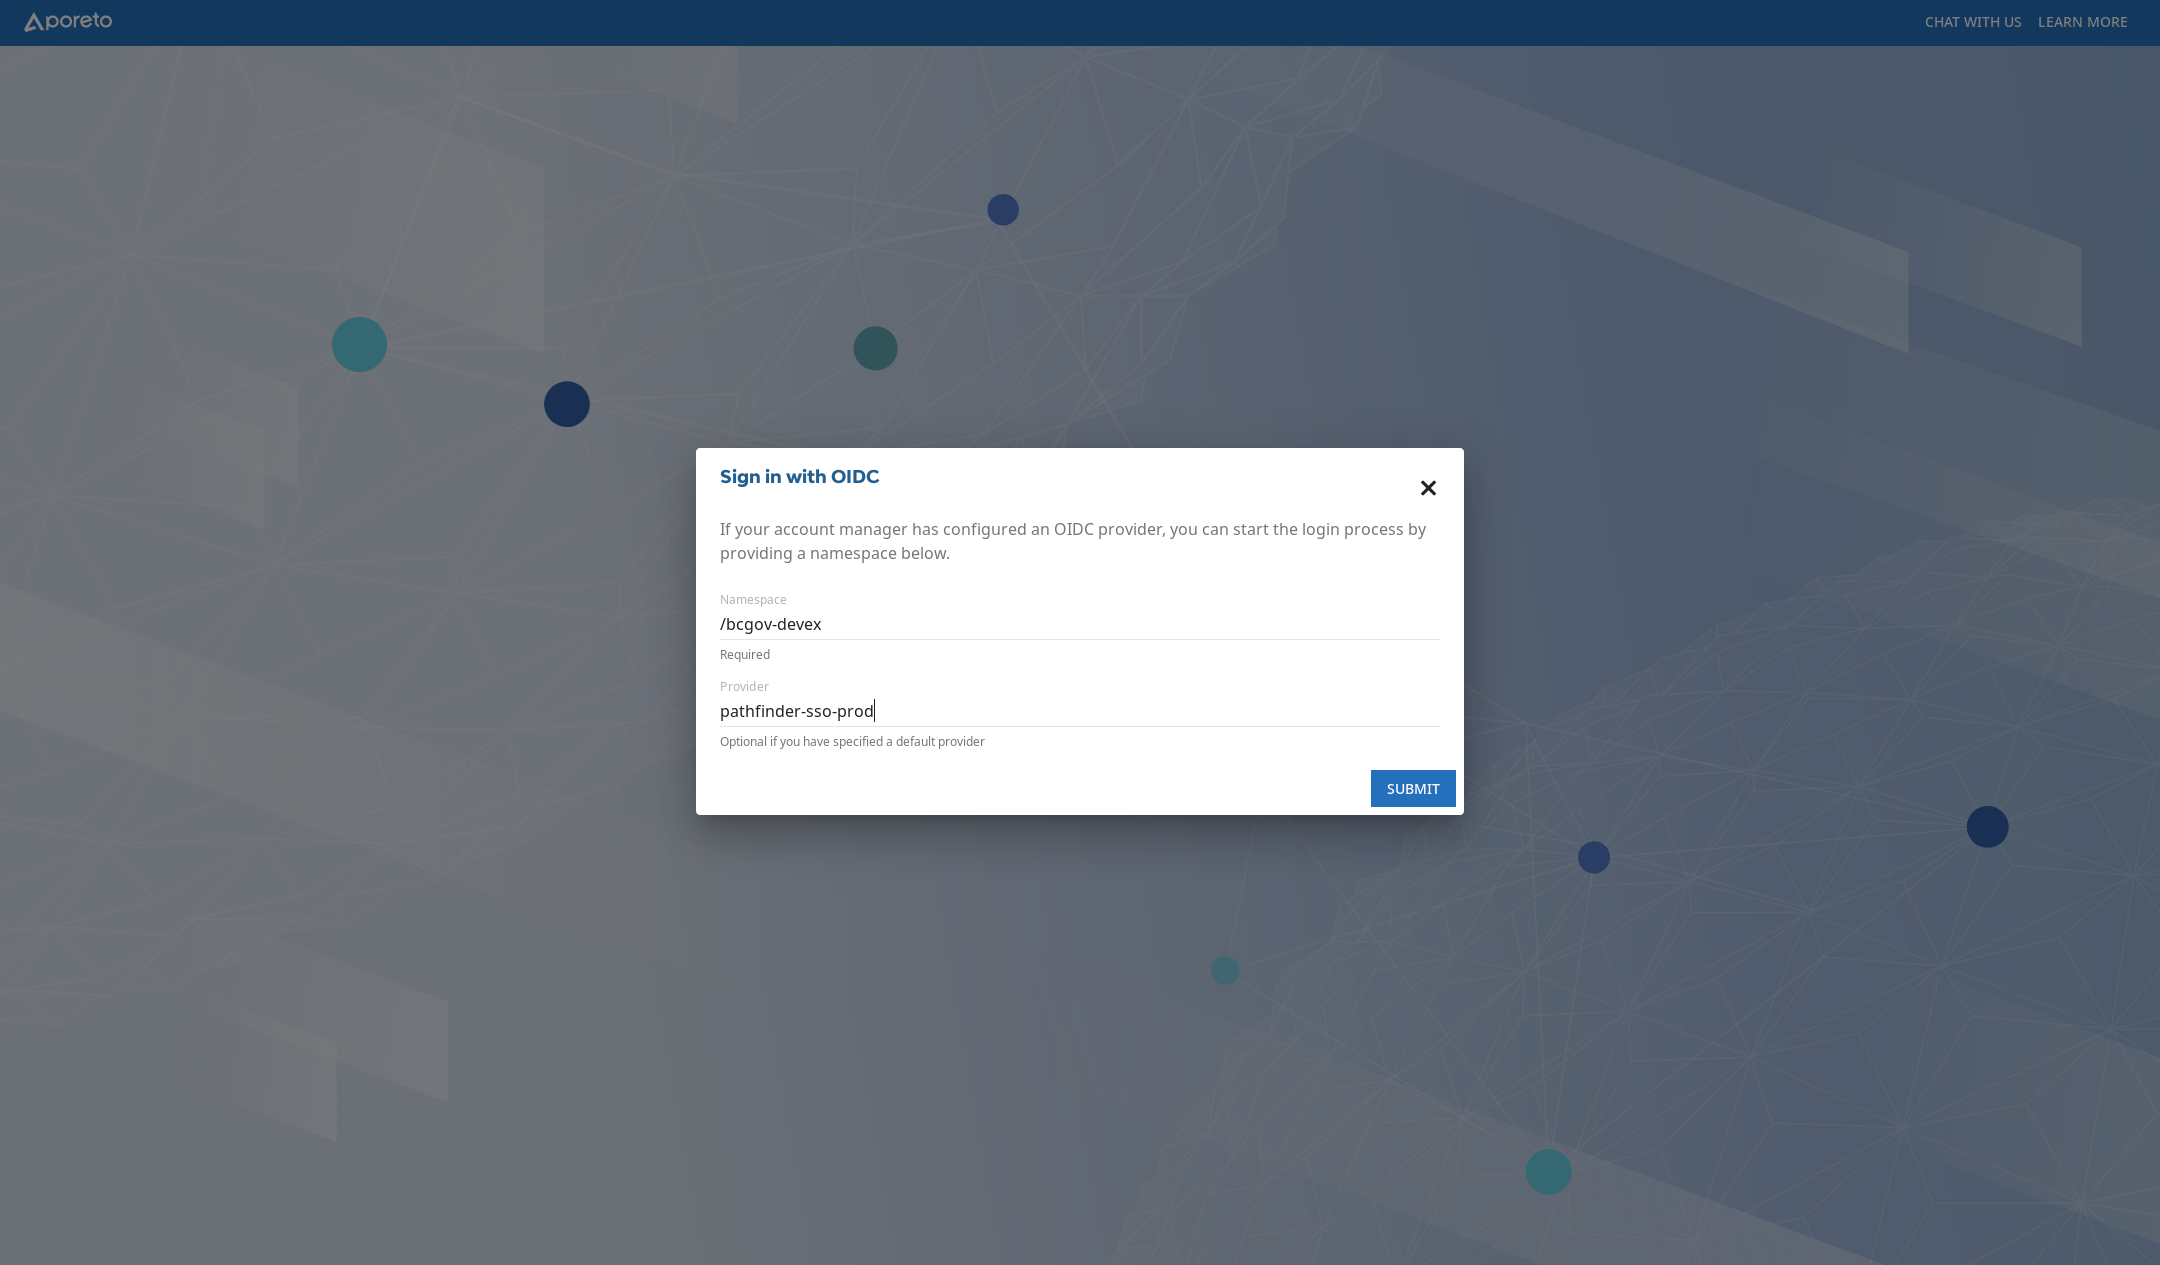 Aporeto
CHAT WITH US LEARN MORE
Sign in with OIDC
If your account manager has configured an OIDC provider, you can start the login process by
providing a namespace below.
Namespace
/bcgov-devex
Required
Provider
pathfinder-sso-prod
Optional if you have specified a default provider
SUBMIT